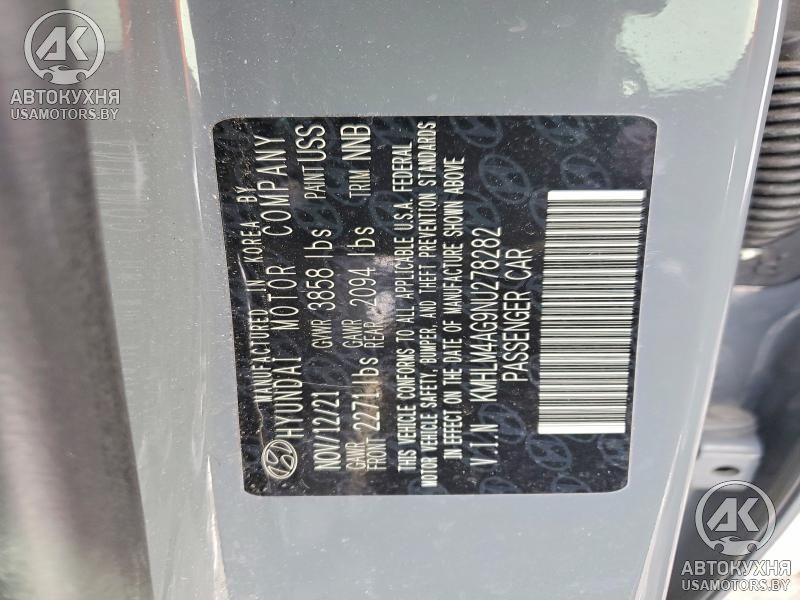 АК
АВТОКУХНЯ
USAMOTORS.BY
MANUFACTURED IN KOREA BY
HYUNDAI MOTOR COMPANY
NOV/12/21 GVWR 3858 lbs PAINT USS
GAWR FRONT 2271 lbs GAWR REAR 2094 lbs TRIM NNB
THIS VEHICLE CONFORMS TO ALL APPLICABLE U.S.A. FEDERAL
MOTOR VEHICLE SAFETY, BUMPER, AND THEFT PREVENTION STANDARDS
IN EFFECT ON THE DATE OF MANUFACTURE SHOWN ABOVE
V.I.N KMHLM4AG9NU278282
PASSENGER CAR
АК
АВТОКУХНЯ
USAMOTORS.BY